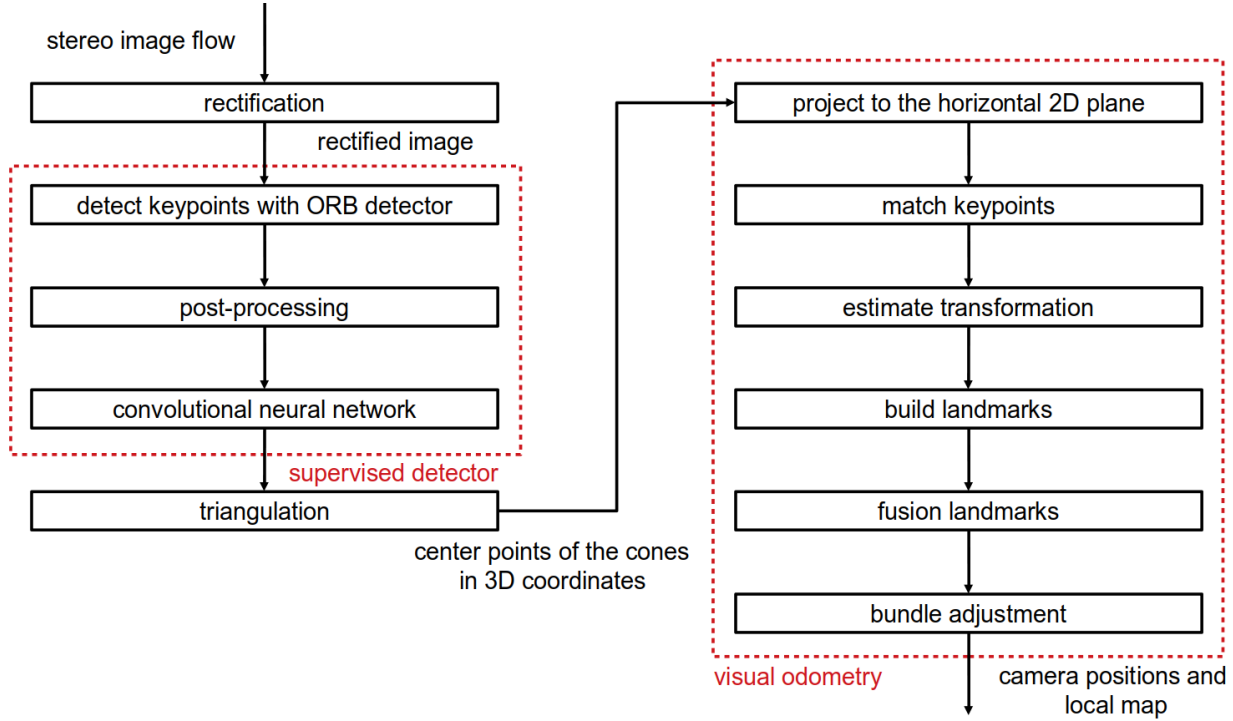 stereo image flow
rectification
rectified image
detect keypoints with ORB detector
post-processing
convolutional neural network
supervised detector
triangulation
center points of the cones
in 3D coordinates
project to the horizontal 2D plane
match keypoints
estimate transformation
build landmarks
fusion landmarks
bundle adjustment
visual odometry
camera positions and
local map